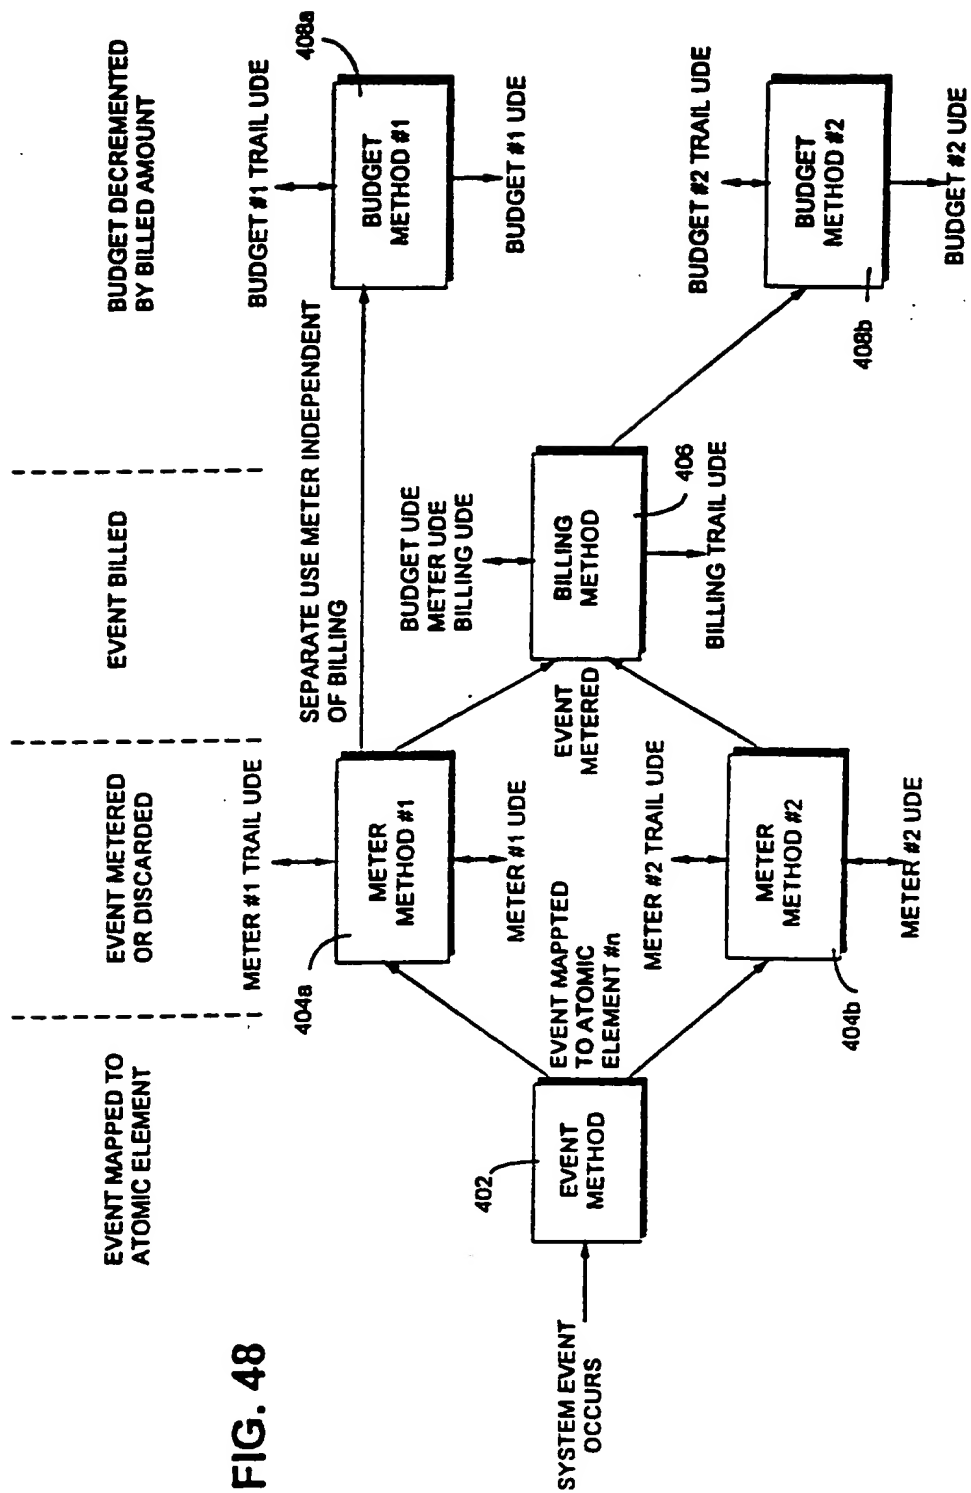 FIG. 48
EVENT MAPPED TO
ATOMIC ELEMENT
EVENT METERED
OR DISCARDED
EVENT BILLED
BUDGET DECREMENTED
BY BILLED AMOUNT
SYSTEM EVENT
OCCURS
402
EVENT
METHOD
EVENT MAPPTED
TO ATOMIC
ELEMENT #n
METER #1 TRAIL UDE
404a
METER
METHOD #1
METER #1 UDE
METER #2 TRAIL UDE
METER
METHOD #2
404b
METER #2 UDE
SEPARATE USE METER INDEPENDENT
OF BILLING
EVENT
METERED
BUDGET UDE
METER UDE
BILLING UDE
BILLING
METHOD
406
BILLING TRAIL UDE
BUDGET #1 TRAIL UDE
408a
BUDGET
METHOD #1
BUDGET #1 UDE
BUDGET #2 TRAIL UDE
BUDGET
METHOD #2
408b
BUDGET #2 UDE